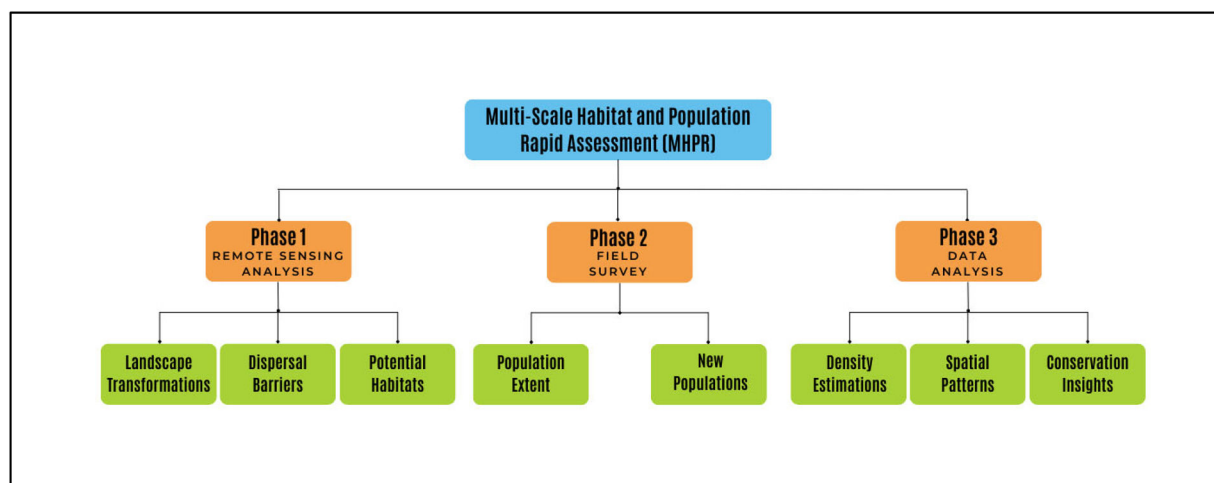 Multi-Scale Habitat and Population
Rapid Assessment (MHPR)
Phase 1
REMOTE SENSING
ANALYSIS
Phase 2
FIELD
SURVEY
Phase 3
DATA
ANALYSIS
Landscape
Transformations
Dispersal
Barriers
Potential
Habitats
Population
Extent
New
Populations
Density
Estimations
Spatial
Patterns
Conservation
Insights